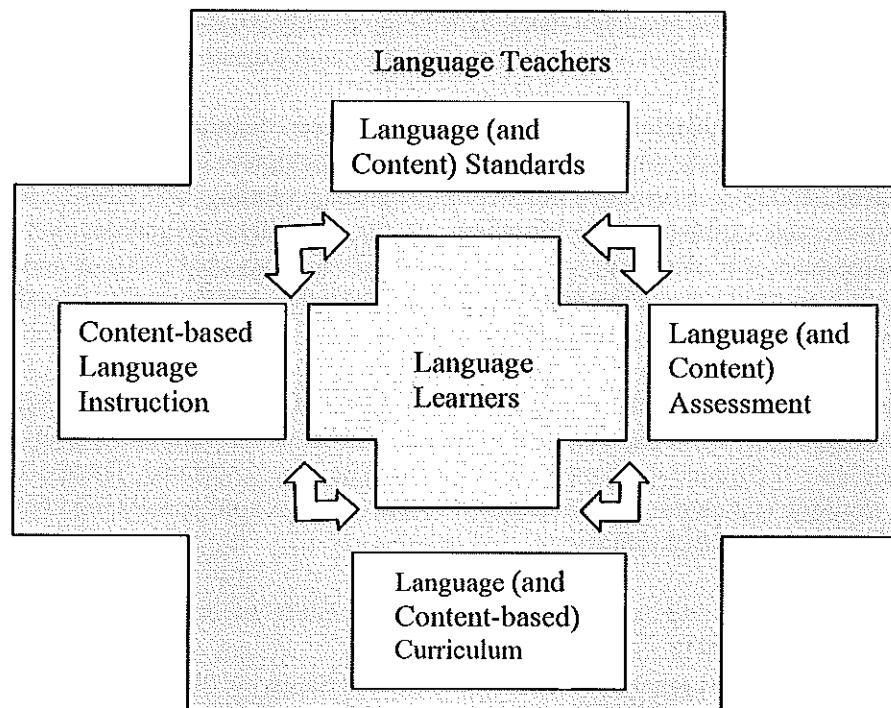 Language Teachers
Language (and
Content) Standards
Content-based
Language
Instruction
Language
Learners
Language (and
Content)
Assessment
Language (and
Content-based)
Curriculum